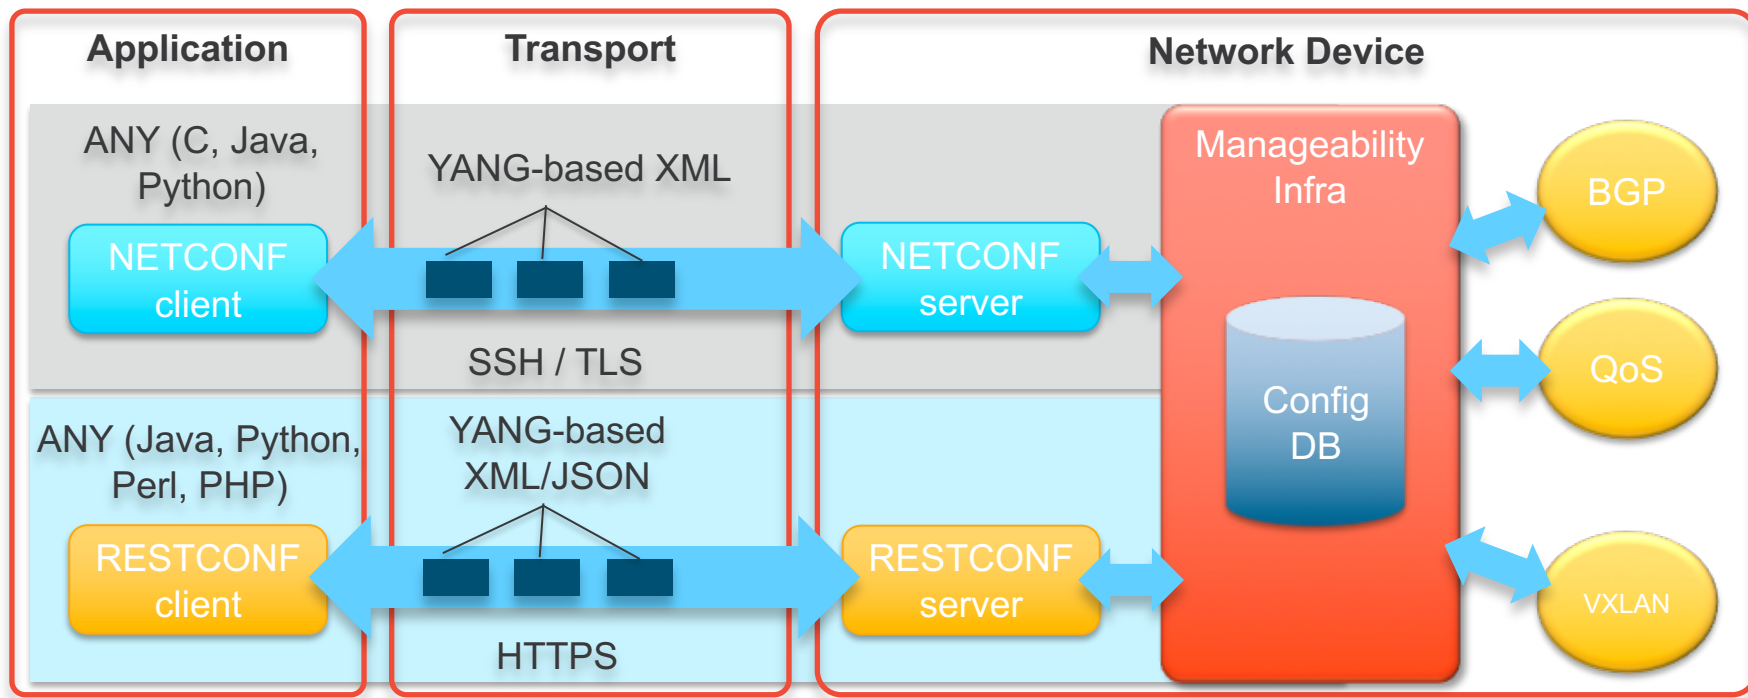 Application
Transport
Network Device
ANY (C, Java,
Python)
YANG-based XML
NETCONF
client
SSH / TLS
NETCONF
server
Manageability
Infra
Config
DB
BGP
QoS
VXLAN
ANY (Java, Python,
Perl, PHP)
YANG-based
XML/JSON
RESTCONF
client
HTTPS
RESTCONF
server